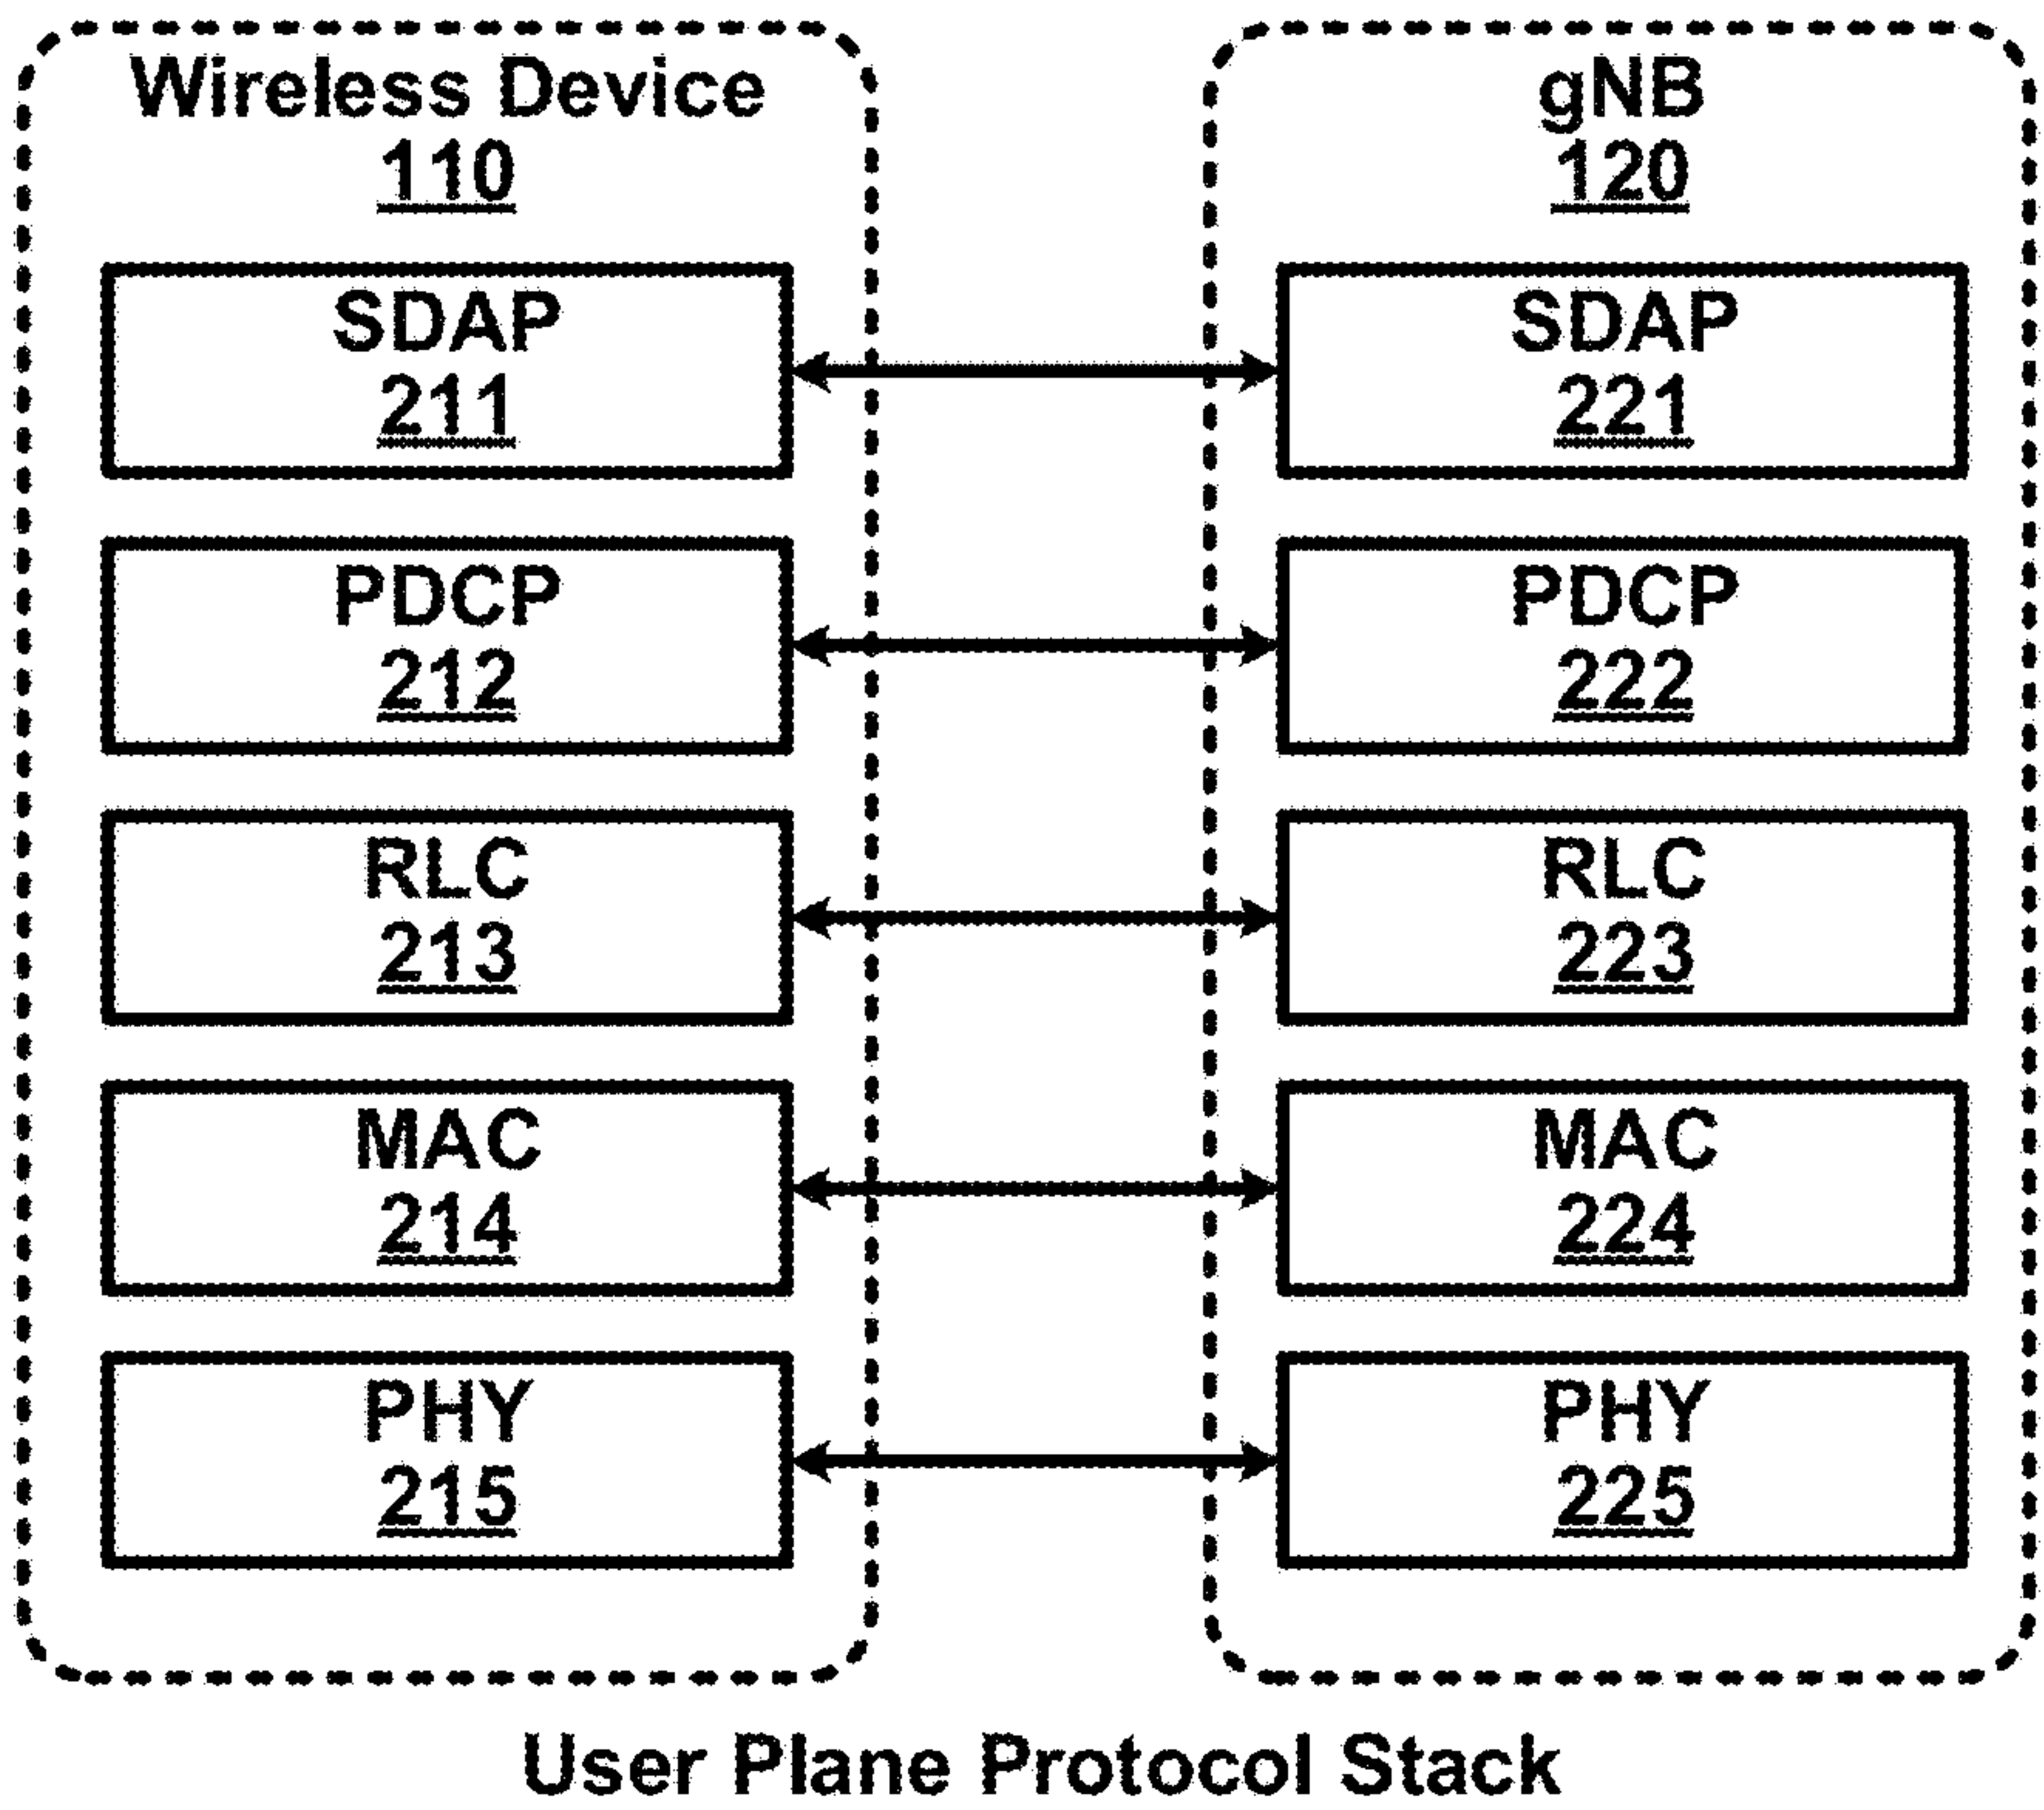 Wireless Device
110
SDAP
211
PDCP
212
RLC
213
MAC
214
PHY
215
gNB
120
SDAP
221
PDCP
222
RLC
223
MAC
224
PHY
225
User Plane Protocol Stack